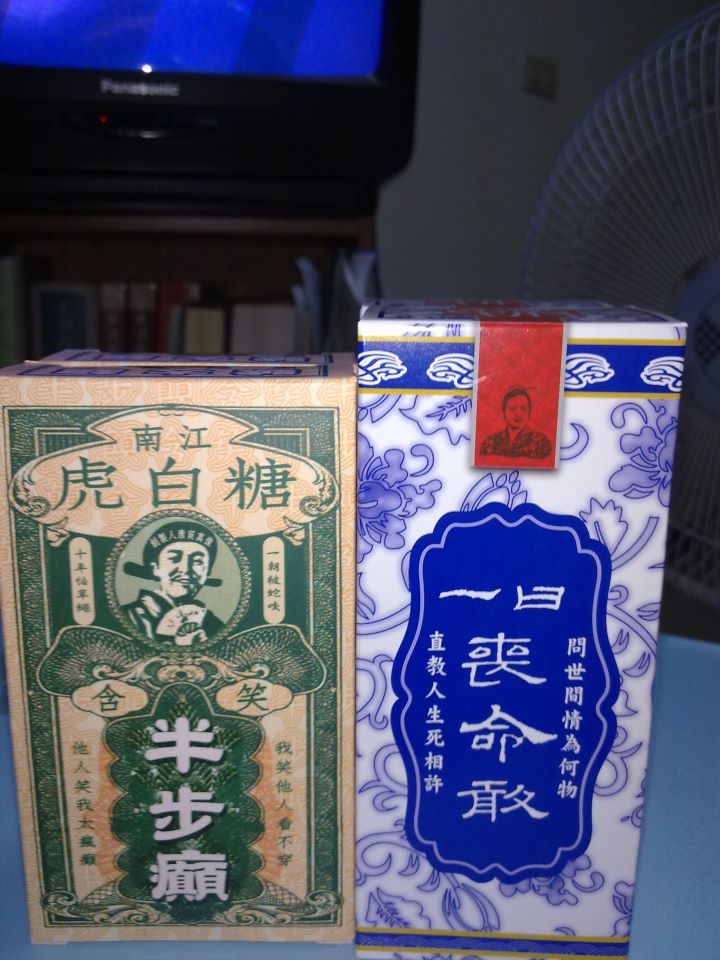 Panasonic
江南
糖白虎
一朝被蛇咬
十年怕草繩
含笑
半步癲
我笑他人看不穿
他人笑我太瘋癲
一日
喪命敢
問世間情為何物
直教人生死相許